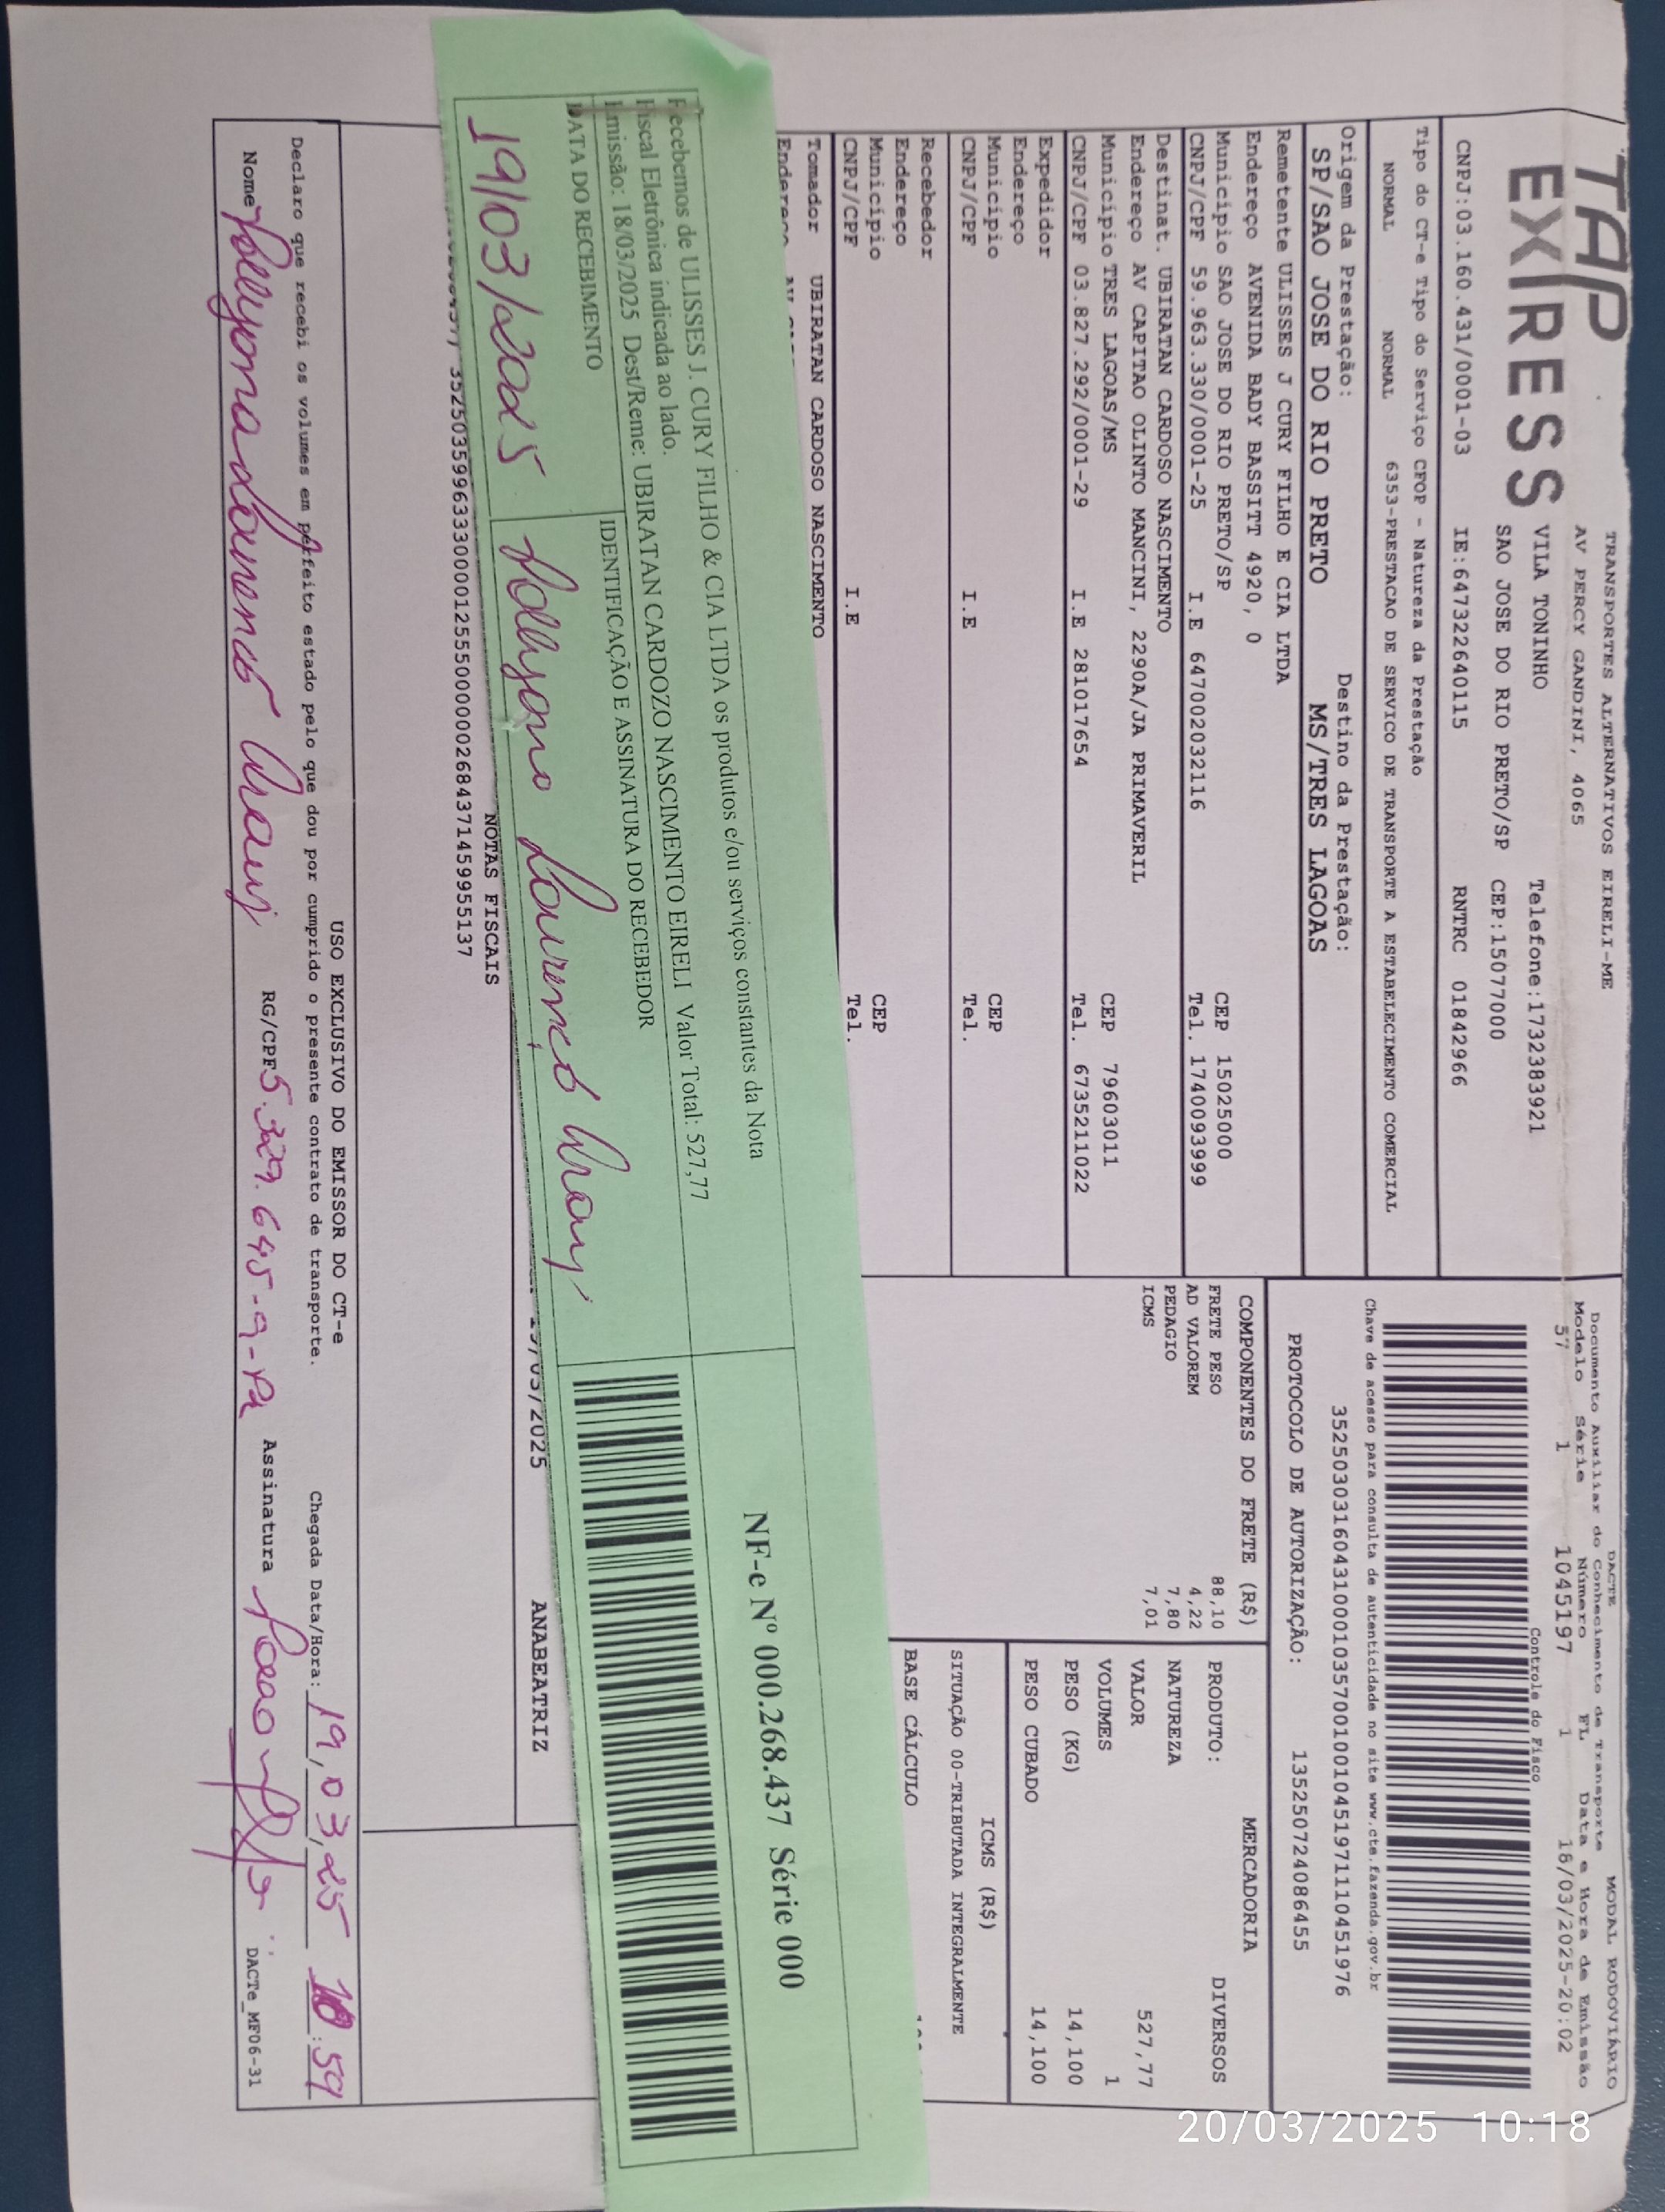 TAP
EXPRESS
TRANSPORTES ALTERNATIVOS EIRELI-ME
AV PERCY GANDINI, 4065
VILA TONINHO Telefone:1732383921
SAO JOSE DO RIO PRETO/SP CEP:15077000
CNPJ:03.160.431/0001-03 IE:647322640115 RNTRC 01842966
Tipo do CT-e Tipo do Serviço CFOP - Natureza da Prestação
NORMAL NORMAL 6353-PRESTACAO DE SERVICO DE TRANSPORTE A ESTABELECIMENTO COMERCIAL
Origem da Prestação: Destino da Prestação:
SP/SAO JOSE DO RIO PRETO MS/TRES LAGOAS
DACTE MODAL RODOVIÁRIO
Documento Auxiliar do Conhecimento de Transporte
Modelo Série Número FL Data e Hora de Emissão
57 1 1045197 1 18/03/2025-20:02
Controle do Fisco
Chave de acesso para consulta de autenticidade no site www.cte.fazenda.gov.br
35250303160431000103570010010451971110451976
PROTOCOLO DE AUTORIZAÇÃO: 135250724086455
Remetente ULISSES J CURY FILHO E CIA LTDA
Endereço AVENIDA BADY BASSITT 4920, 0
Município SAO JOSE DO RIO PRETO/SP CEP 15025000
CNPJ/CPF 59.963.330/0001-25 I.E 647002032116 Tel. 1740093999
Destinat. UBIRATAN CARDOSO NASCIMENTO
Endereço AV CAPITAO OLINTO MANCINI, 2290A/JA PRIMAVERIL
Município TRES LAGOAS/MS CEP 79603011
CNPJ/CPF 03.827.292/0001-29 I.E 281017654 Tel. 6735211022
Expedidor
Endereço
Município CEP
CNPJ/CPF I.E Tel.
Recebedor
Endereço
Município CEP
CNPJ/CPF I.E Tel.
Tomador UBIRATAN CARDOSO NASCIMENTO
Endereço
COMPONENTES DO FRETE (R$)
FRETE PESO 88,10
AD VALOREM 4,22
PEDAGIO 7,80
ICMS 7,01
MERCADORIA
PRODUTO: DIVERSOS
NATUREZA
VALOR 527,77
VOLUMES 1
PESO (KG) 14,100
PESO CUBADO 14,100
ICMS (R$)
SITUAÇÃO 00-TRIBUTADA INTEGRALMENTE
BASE CÁLCULO
Recebemos de ULISSES J. CURY FILHO & CIA LTDA os produtos e/ou serviços constantes da Nota
Fiscal Eletrônica indicada ao lado.
Emissão: 18/03/2025 Dest/Reme: UBIRATAN CARDOZO NASCIMENTO EIRELI Valor Total: 527,77
DATA DO RECEBIMENTO IDENTIFICAÇÃO E ASSINATURA DO RECEBEDOR
19/03/2025 Lourenço
NF-e Nº 000.268.437 Série 000
/03/2025 ANABEATRIZ
NOTAS FISCAIS
35250359963330000125550000002684371459955137
USO EXCLUSIVO DO EMISSOR DO CT-e
Declaro que recebi os volumes em perfeito estado pelo que dou por cumprido o presente contrato de transporte. Chegada Data/Hora: 19,03,25 10:59
Nome Lourenço RG/CPF 5.329.645-9-PR Assinatura
DACTe_MF06-31
20/03/2025 10:18